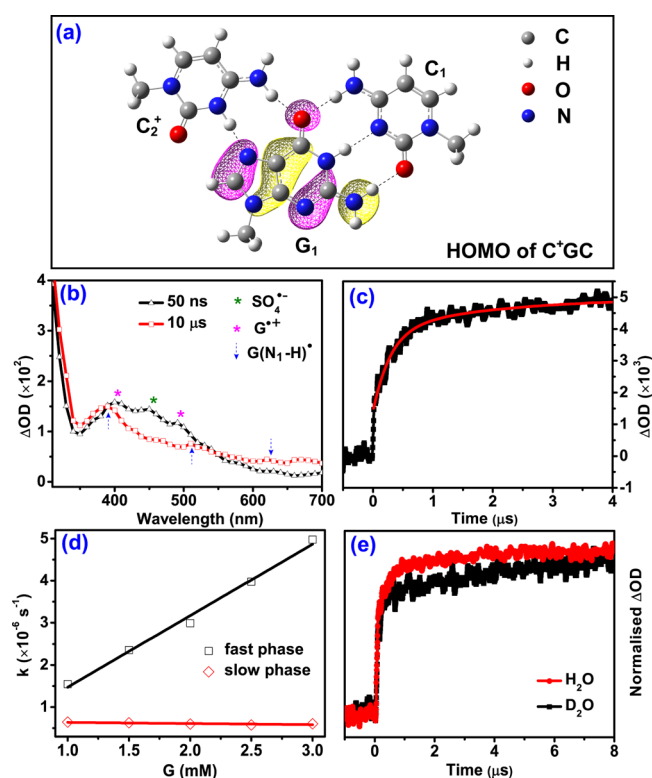 (a)
C₂⁺
C₁
G₁
C
H
O
N
HOMO of C⁺GC
(b)
50 ns
10 μs
* SO₄•⁻
* G•⁺
G(N₁-H)•
ΔOD (×10²)
4
3
2
1
0
400 500 600 700
Wavelength (nm)
(c)
ΔOD (×10³)
5
4
3
2
1
0
-1
0 1 2 3 4
Time (μs)
(d)
k (×10⁻⁶ s⁻¹)
5
4
3
2
1
fast phase
slow phase
1.0 1.5 2.0 2.5 3.0
G (mM)
(e)
Normalised ΔOD
H₂O
D₂O
0 2 4 6 8
Time (μs)